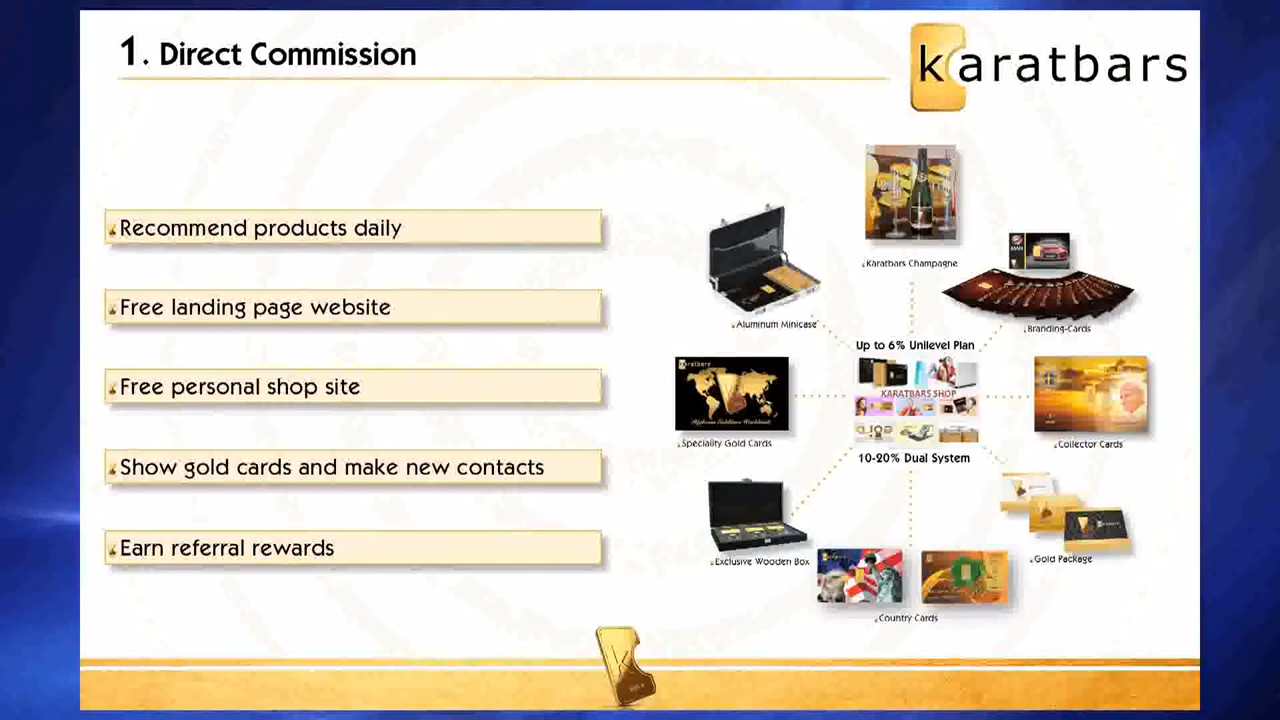 1. Direct Commission
karatbars
Recommend products daily
Free landing page website
Free personal shop site
Show gold cards and make new contacts
Earn referral rewards
Karatbars Champagne
Aluminum Minicase
Branding-Cards
Up to 6% Unilevel Plan
KARATBARS SHOP
karatbars
Speciality Gold Cards
Collector Cards
GOLD
10-20% Dual System
Exclusive Wooden Box
Gold Package
Country Cards